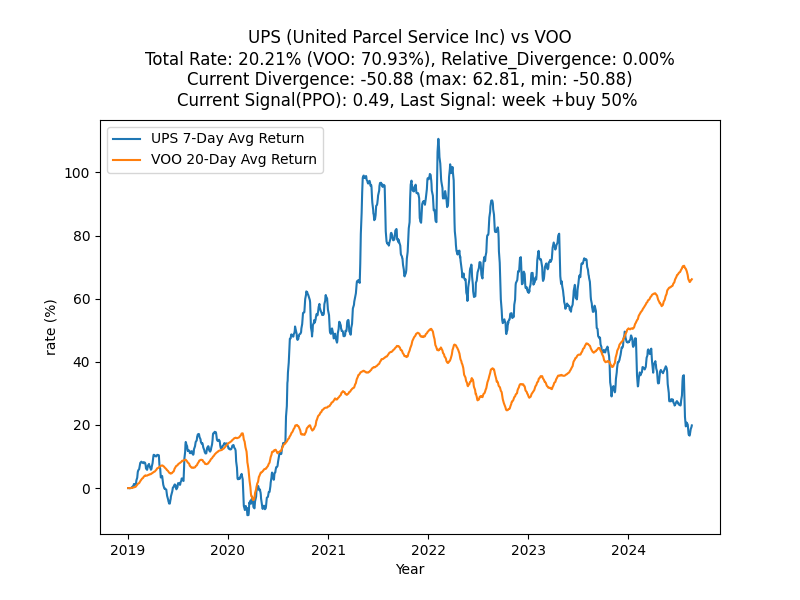 UPS (United Parcel Service Inc) vs VOO
Total Rate: 20.21% (VOO: 70.93%), Relative_Divergence: 0.00%
Current Divergence: -50.88 (max: 62.81, min: -50.88)
Current Signal(PPO): 0.49, Last Signal: week +buy 50%
UPS 7-Day Avg Return
VOO 20-Day Avg Return
100
80
60
40
20
0
rate (%)
2019 2020 2021 2022 2023 2024
Year